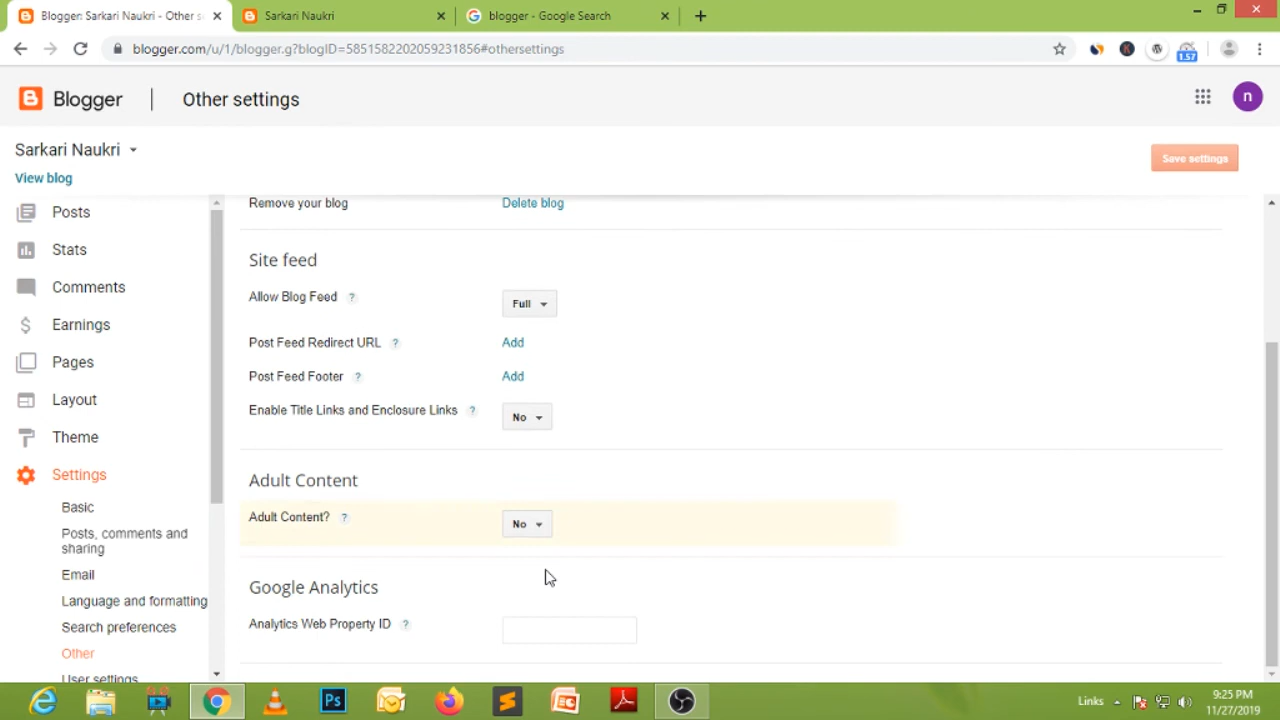 Blogger: Sarkari Naukri - Other s
Sarkari Naukri
blogger - Google Search
blogger.com/u/1/blogger.g?blogID=5851582202059231856#othersettings
1.57
Blogger
Other settings
n
Sarkari Naukri
View blog
Save settings
Posts
Stats
Comments
Earnings
Pages
Layout
Theme
Settings
Basic
Posts, comments and
sharing
Email
Language and formatting
Search preferences
Other
User settings
Remove your blog
Delete blog
Site feed
Allow Blog Feed ?
Full
Post Feed Redirect URL ?
Add
Post Feed Footer ?
Add
Enable Title Links and Enclosure Links ?
No
Adult Content
Adult Content? ?
No
Google Analytics
Analytics Web Property ID ?
Ps
Links
9:25 PM
11/27/2019